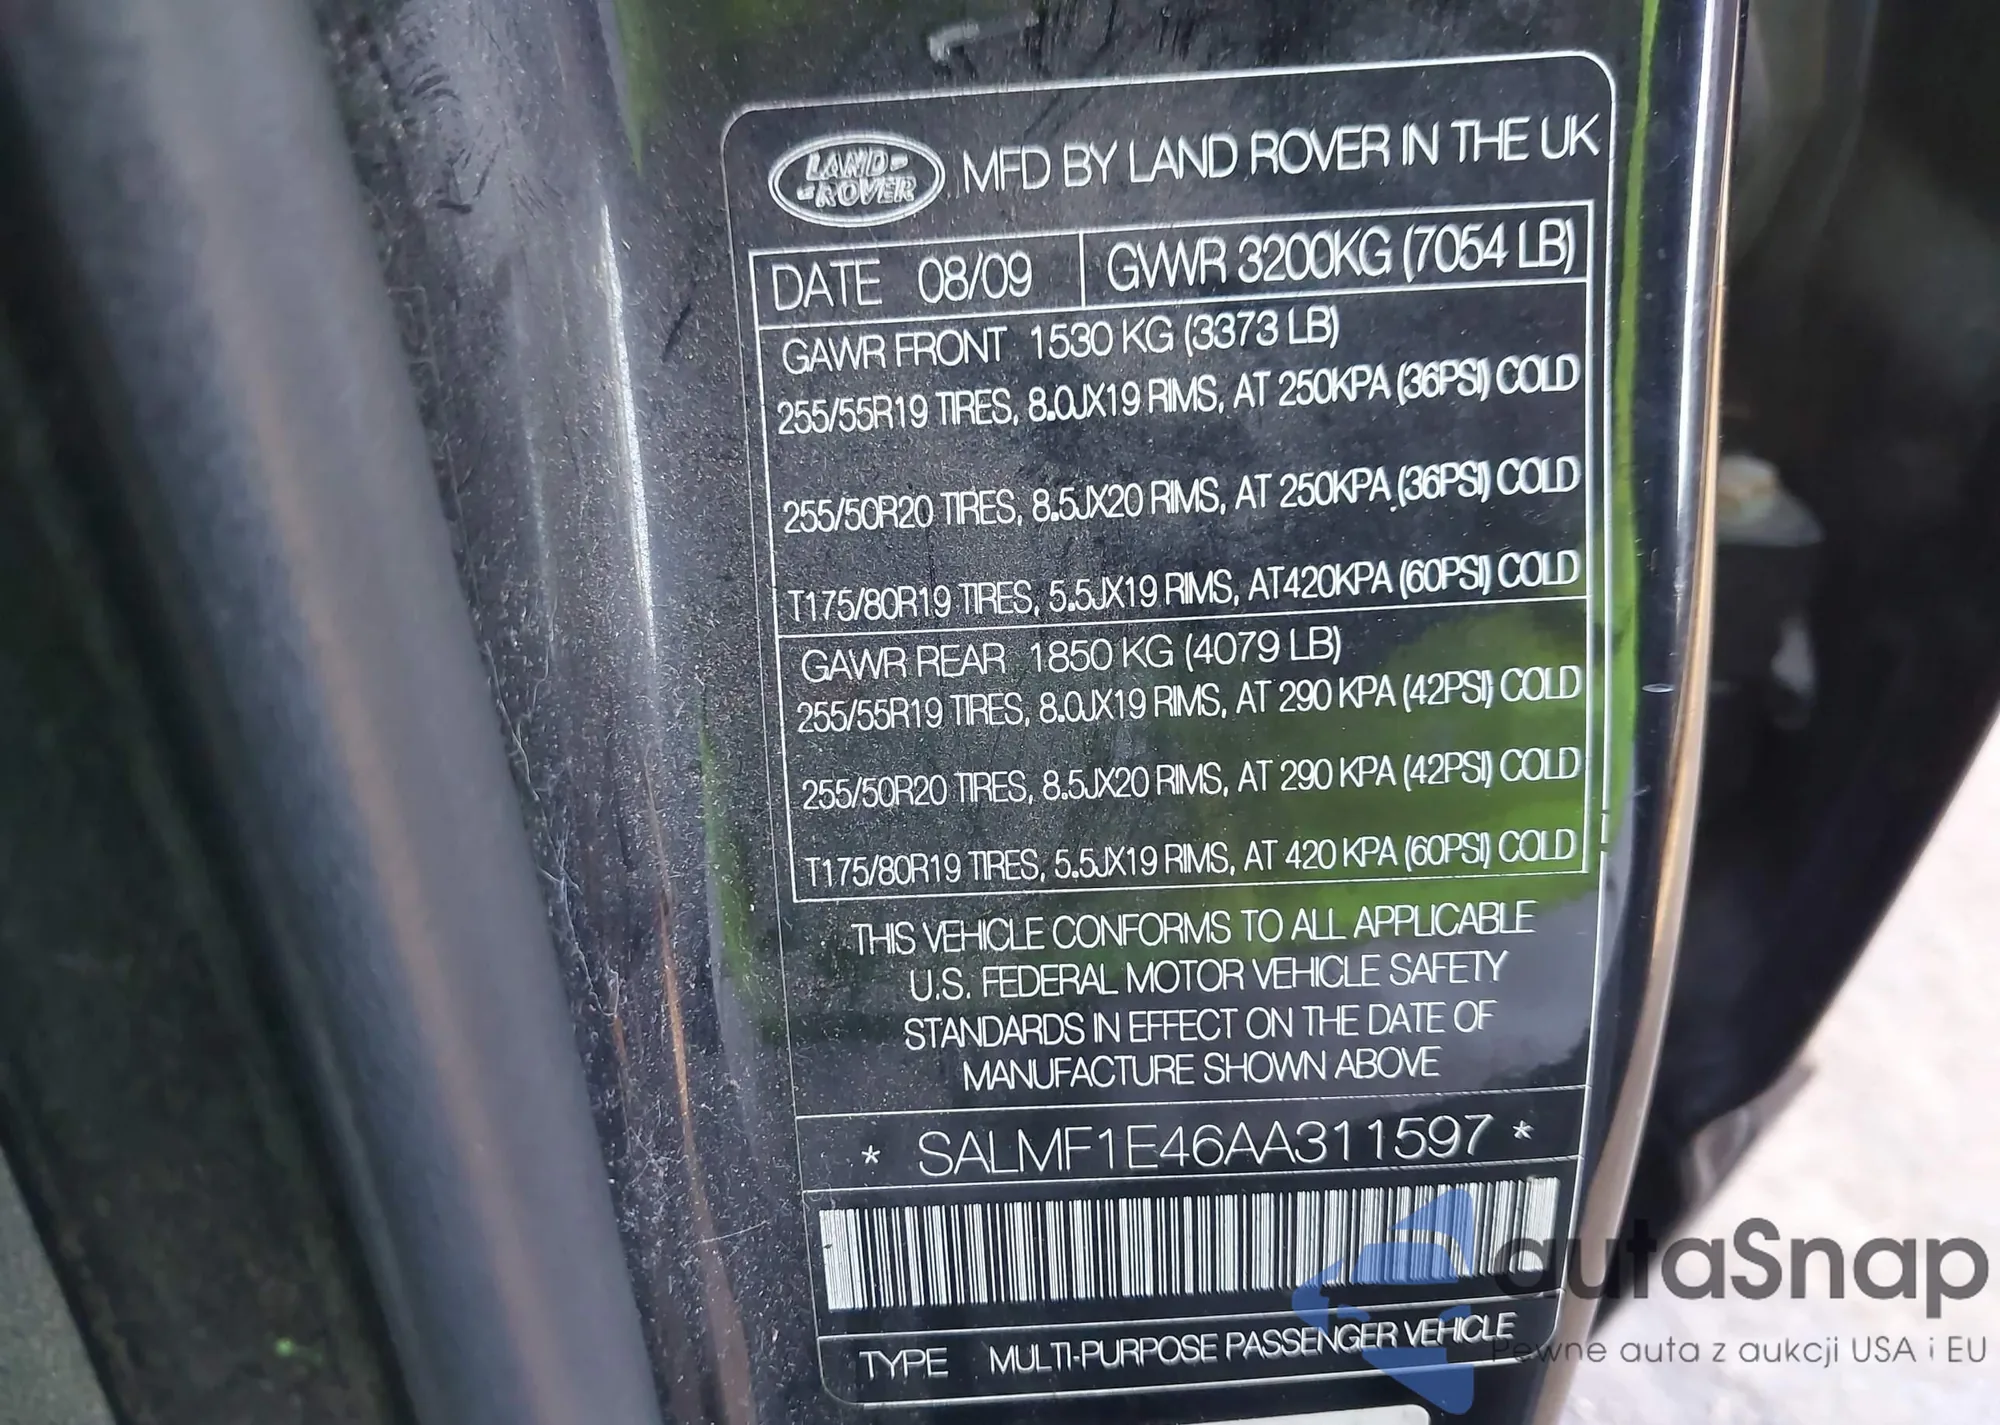 LAND-
-ROVER
MFD BY LAND ROVER IN THE UK
DATE 08/09 GVWR 3200KG (7054 LB)
GAWR FRONT 1530 KG (3373 LB)
255/55R19 TIRES, 8.0JX19 RIMS, AT 250KPA (36PSI) COLD
255/50R20 TIRES, 8.5JX20 RIMS, AT 250KPA (36PSI) COLD
T175/80R19 TIRES, 5.5JX19 RIMS, AT 420KPA (60PSI) COLD
GAWR REAR 1850 KG (4079 LB)
255/55R19 TIRES, 8.0JX19 RIMS, AT 290 KPA (42PSI) COLD
255/50R20 TIRES, 8.5JX20 RIMS, AT 290 KPA (42PSI) COLD
T175/80R19 TIRES, 5.5JX19 RIMS, AT 420 KPA (60PSI) COLD
THIS VEHICLE CONFORMS TO ALL APPLICABLE
U.S. FEDERAL MOTOR VEHICLE SAFETY
STANDARDS IN EFFECT ON THE DATE OF
MANUFACTURE SHOWN ABOVE
* SALMF1E46AA311597 *
TYPE MULTI-PURPOSE PASSENGER VEHICLE
autaSnap
Pewne auta z aukcji USA i EU